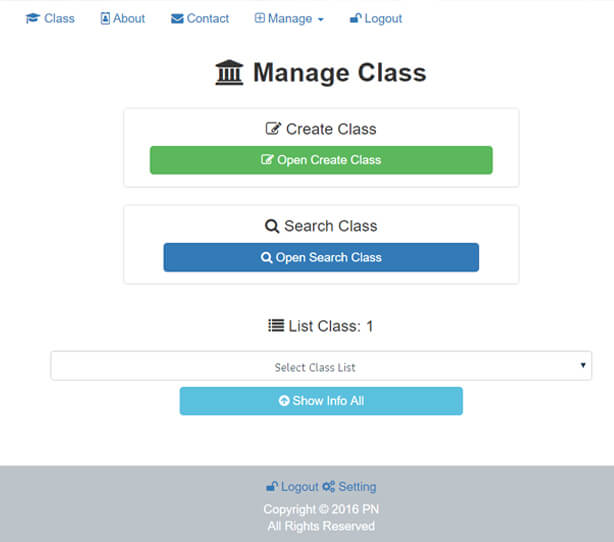 Class About Contact Manage Logout
Manage Class
Create Class
Open Create Class
Search Class
Open Search Class
List Class: 1
Select Class List
Show Info All
Logout Setting
Copyright © 2016 PN
All Rights Reserved